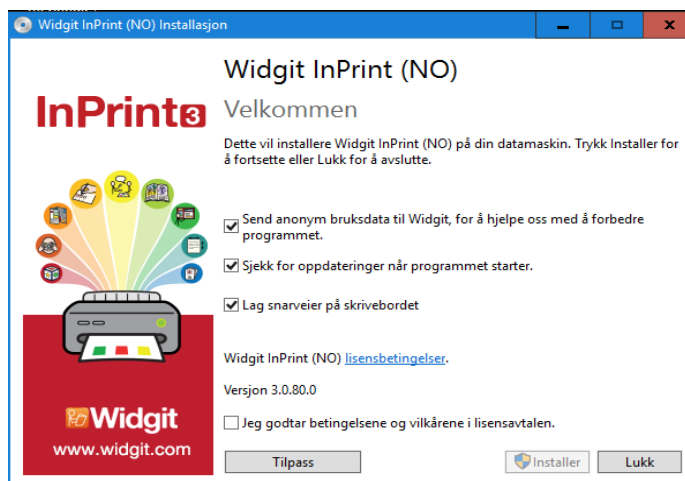 Widgit InPrint (NO) Installasjon
Widgit InPrint (NO)
InPrint3
Velkommen
Dette vil installere Widgit InPrint (NO) på din datamaskin. Trykk Installer for
å fortsette eller Lukk for å avslutte.
Send anonym bruksdata til Widgit, for å hjelpe oss med å forbedre
programmet.
Sjekk for oppdateringer når programmet starter.
Lag snarveier på skrivebordet
Widgit InPrint (NO) lisensbetingelser.
Versjon 3.0.80.0
Widgit
Jeg godtar betingelsene og vilkårene i lisensavtalen.
www.widgit.com
Tilpass
Installer
Lukk